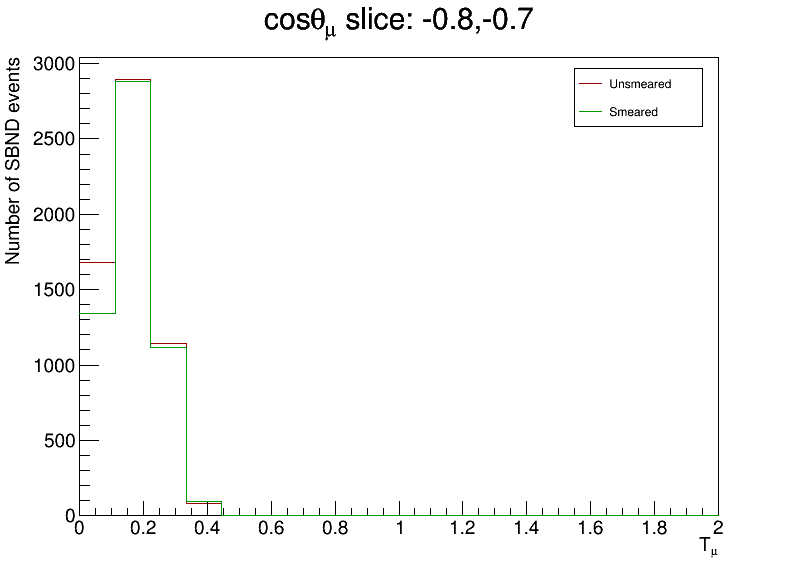 cosθμ slice: -0.8,-0.7
Number of SBND events
3000
2500
2000
1500
1000
500
0
Unsmeared
Smeared
0 0.2 0.4 0.6 0.8 1 1.2 1.4 1.6 1.8 2
Tμ